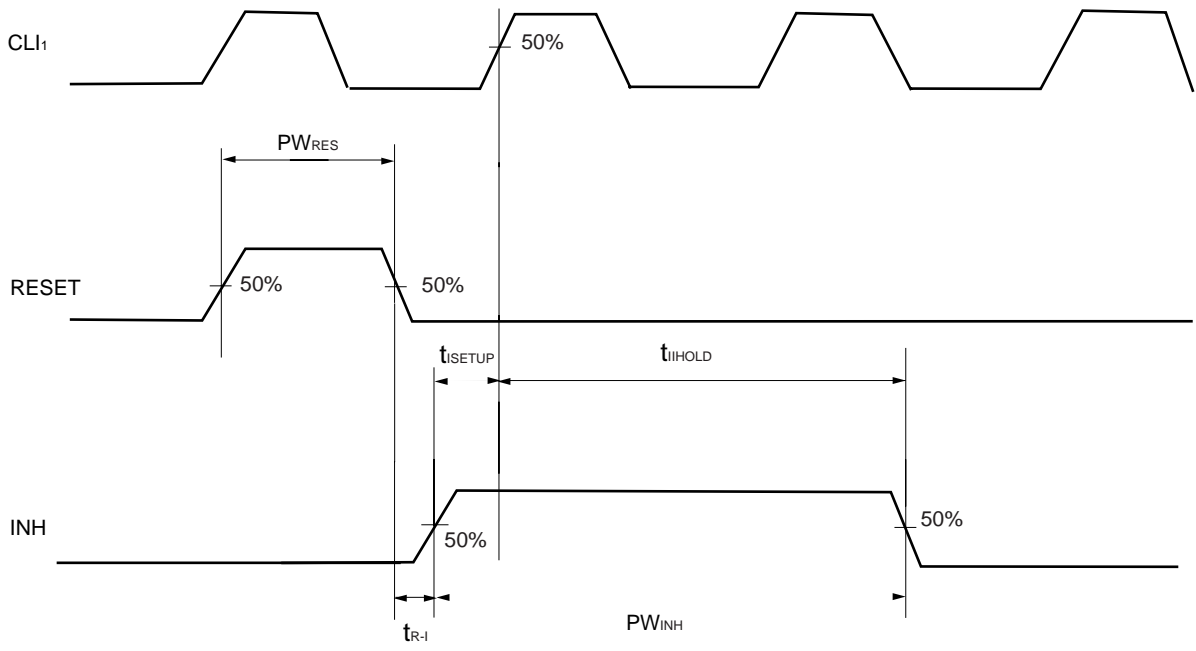 CLI1
50%
PWRES
RESET
50%
50%
tISETUP
tIIHOLD
INH
50%
50%
tR-I
PWINH